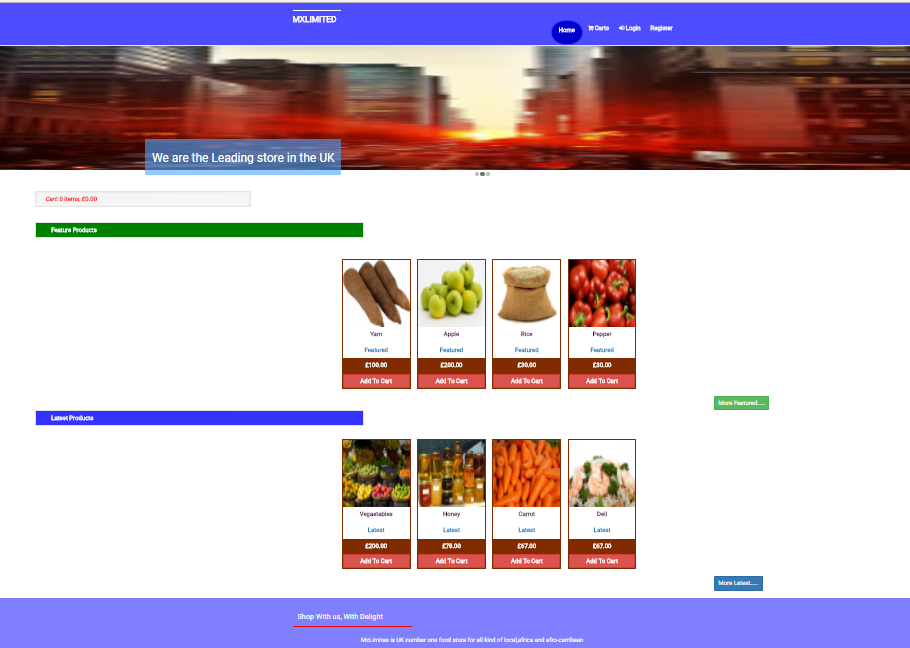 MXLIMITED
Home Carts Login Register
We are the Leading store in the UK
Cart: 0 items, £0.00
Feature Products
Yam Apple Rice Pepper
Featured Featured Featured Featured
£100.00 £200.00 £30.00 £20.00
Add To Cart Add To Cart Add To Cart Add To Cart
More Featured.....
Latest Products
Vegaetables Honey Carrot Deli
Latest Latest Latest Latest
£200.00 £78.00 £67.00 £67.00
Add To Cart Add To Cart Add To Cart Add To Cart
More Latest.....
Shop With us, With Delight
MxLimites is UK number one food store for all kind of local,africa and afro-carribean